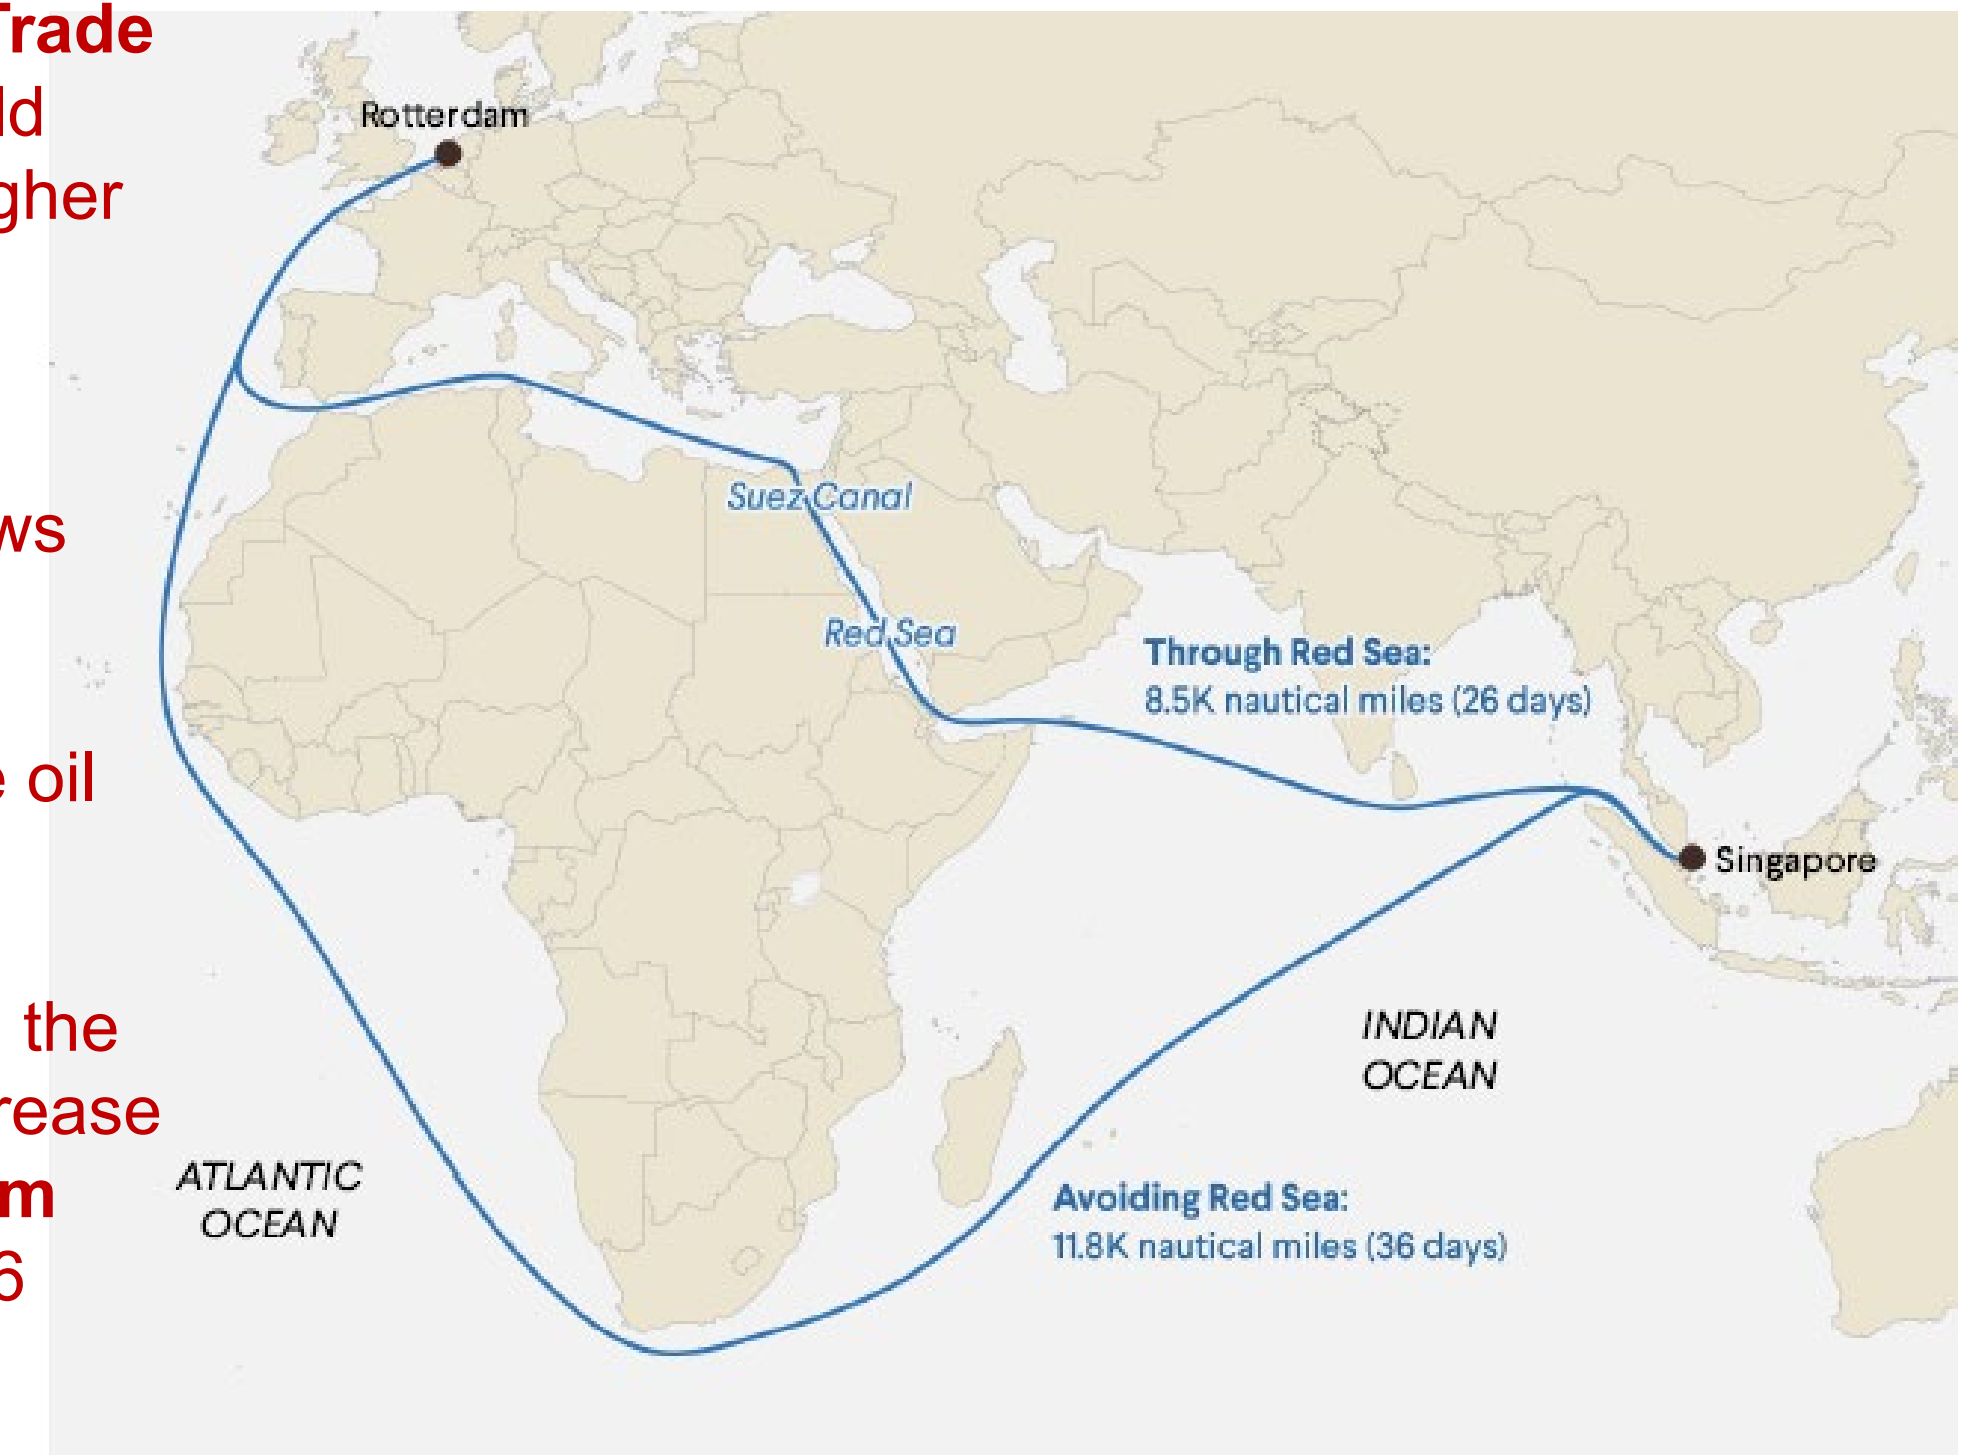 Trade
ld
gher
ws
e oil
the
rease
m
6
Rotterdam
Suez Canal
Red Sea
Through Red Sea:
8.5K nautical miles (26 days)
Singapore
INDIAN
OCEAN
ATLANTIC
OCEAN
Avoiding Red Sea:
11.8K nautical miles (36 days)